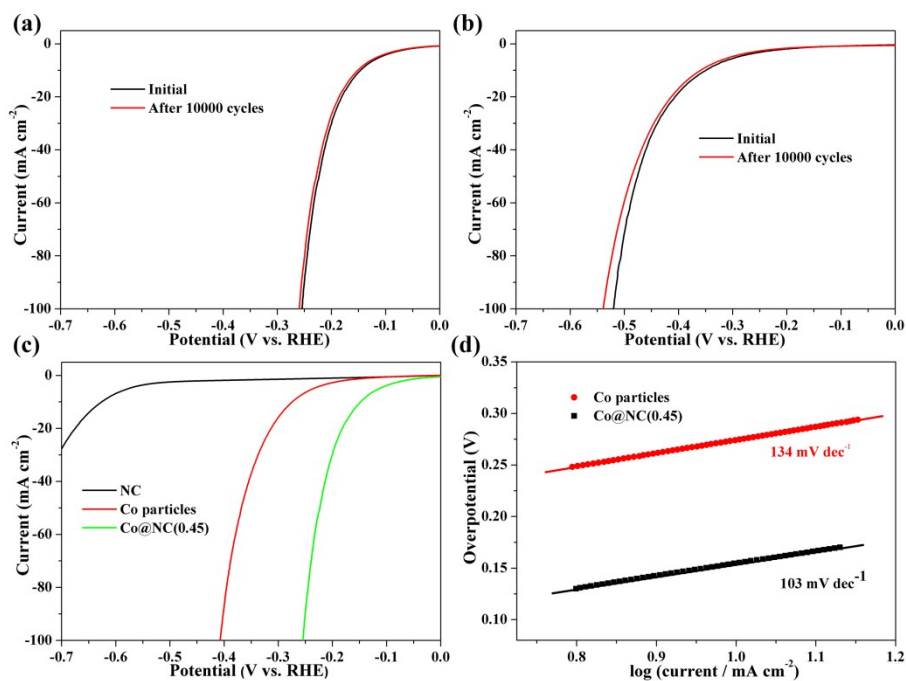 (a)
0
-20
-40
-60
-80
-100
Current (mA cm-2)
Initial
After 10000 cycles
-0.7 -0.6 -0.5 -0.4 -0.3 -0.2 -0.1 0.0
Potential (V vs. RHE)
(b)
0
-20
-40
-60
-80
-100
Current (mA cm-2)
Initial
After 10000 cycles
-0.7 -0.6 -0.5 -0.4 -0.3 -0.2 -0.1 0.0
Potential (V vs. RHE)
(c)
0
-20
-40
-60
-80
-100
Current (mA cm-2)
NC
Co particles
Co@NC(0.45)
-0.7 -0.6 -0.5 -0.4 -0.3 -0.2 -0.1 0.0
Potential (V vs. RHE)
(d)
0.35
0.30
0.25
0.20
0.15
0.10
Overpotential (V)
Co particles
Co@NC(0.45)
134 mV dec-1
103 mV dec-1
0.8 0.9 1.0 1.1 1.2
log (current / mA cm-2)